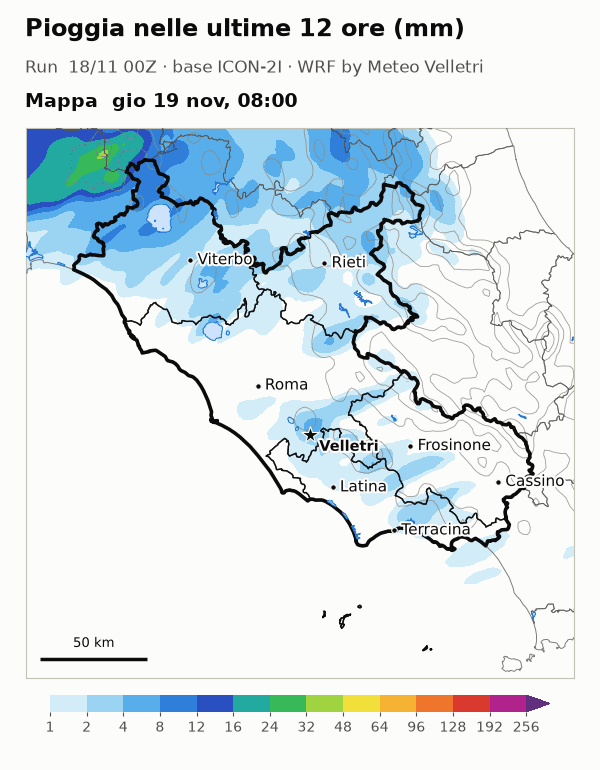 Pioggia nelle ultime 12 ore (mm)
Run  18/11 00Z · base ICON-2I · WRF by Meteo Velletri
Mappa  gio 19 nov, 08:00
Viterbo
Rieti
Roma
Velletri
Frosinone
Cassino
Latina
Terracina
50 km
1 2 4 8 12 16 24 32 48 64 96 128 192 256